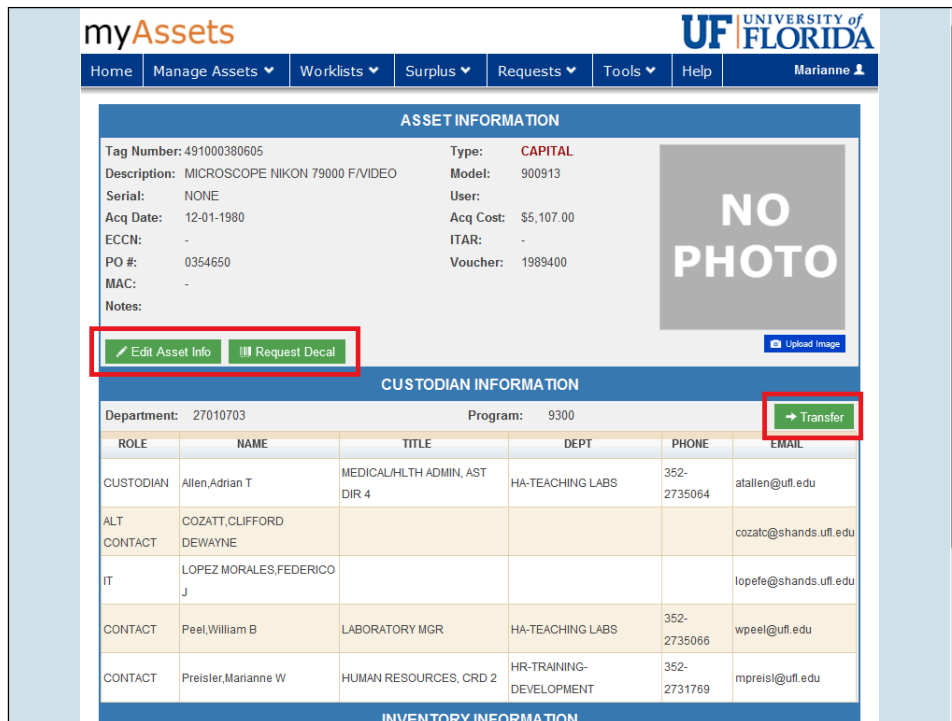 myAssets
UF UNIVERSITY of FLORIDA
Home Manage Assets Worklists Surplus Requests Tools Help Marianne
ASSET INFORMATION
Tag Number: 491000380605 Type: CAPITAL
Description: MICROSCOPE NIKON 79000 F/VIDEO Model: 900913
Serial: NONE User:
Acq Date: 12-01-1980 Acq Cost: $5,107.00
ECCN: - ITAR: -
PO #: 0354650 Voucher: 1989400
MAC: -
Notes:
NO
PHOTO
Edit Asset Info Request Decal Upload Image
CUSTODIAN INFORMATION
Department: 27010703 Program: 9300 Transfer
ROLE NAME TITLE DEPT PHONE EMAIL
CUSTODIAN Allen,Adrian T MEDICAL/HLTH ADMIN, AST DIR 4 HA-TEACHING LABS 352-2735064 atallen@ufl.edu
ALT CONTACT COZATT,CLIFFORD DEWAYNE cozatc@shands.ufl.edu
IT LOPEZ MORALES,FEDERICO J lopefe@shands.ufl.edu
CONTACT Peel,William B LABORATORY MGR HA-TEACHING LABS 352-2735066 wpeel@ufl.edu
CONTACT Preisler,Marianne W HUMAN RESOURCES, CRD 2 HR-TRAINING-DEVELOPMENT 352-2731769 mpreisl@ufl.edu
INVENTORY INFORMATION